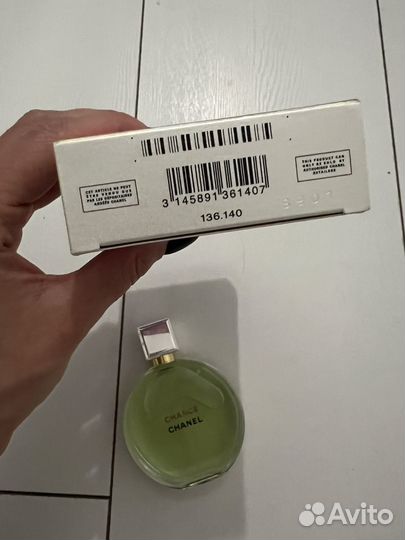 CET ARTICLE NE PEUT
ÊTRE VENDU QUE
PAR LES DÉPOSITAIRES
AGRÉÉS CHANEL
THIS PRODUCT CAN
ONLY BE SOLD BY
AUTHORISED CHANEL
RETAILERS
3 145891 361407
136.140
CHANCE
CHANEL
Avito